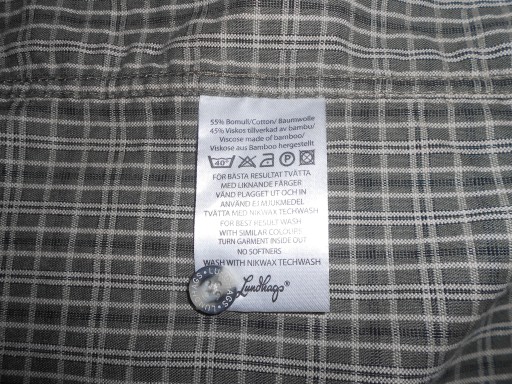 55% Bomull/Cotton/ Baumwolle
45% Viskos tillverkad av bambu/
Viscose made of bamboo/
Viscose aus Bamboo hergestellt
40°
FÖR BÄSTA RESULTAT TVÄTTA
MED LIKNANDE FÄRGER
VÄND PLAGGET UT OCH IN
ANVÄND EJ MJUKMEDEL
TVÄTTA MED NIKWAX TECHWASH
FOR BEST RESULT WASH
WITH SIMILAR COLOURS
TURN GARMENT INSIDE OUT
NO SOFTNERS
WASH WITH NIKWAX TECHWASH
Lundhags®